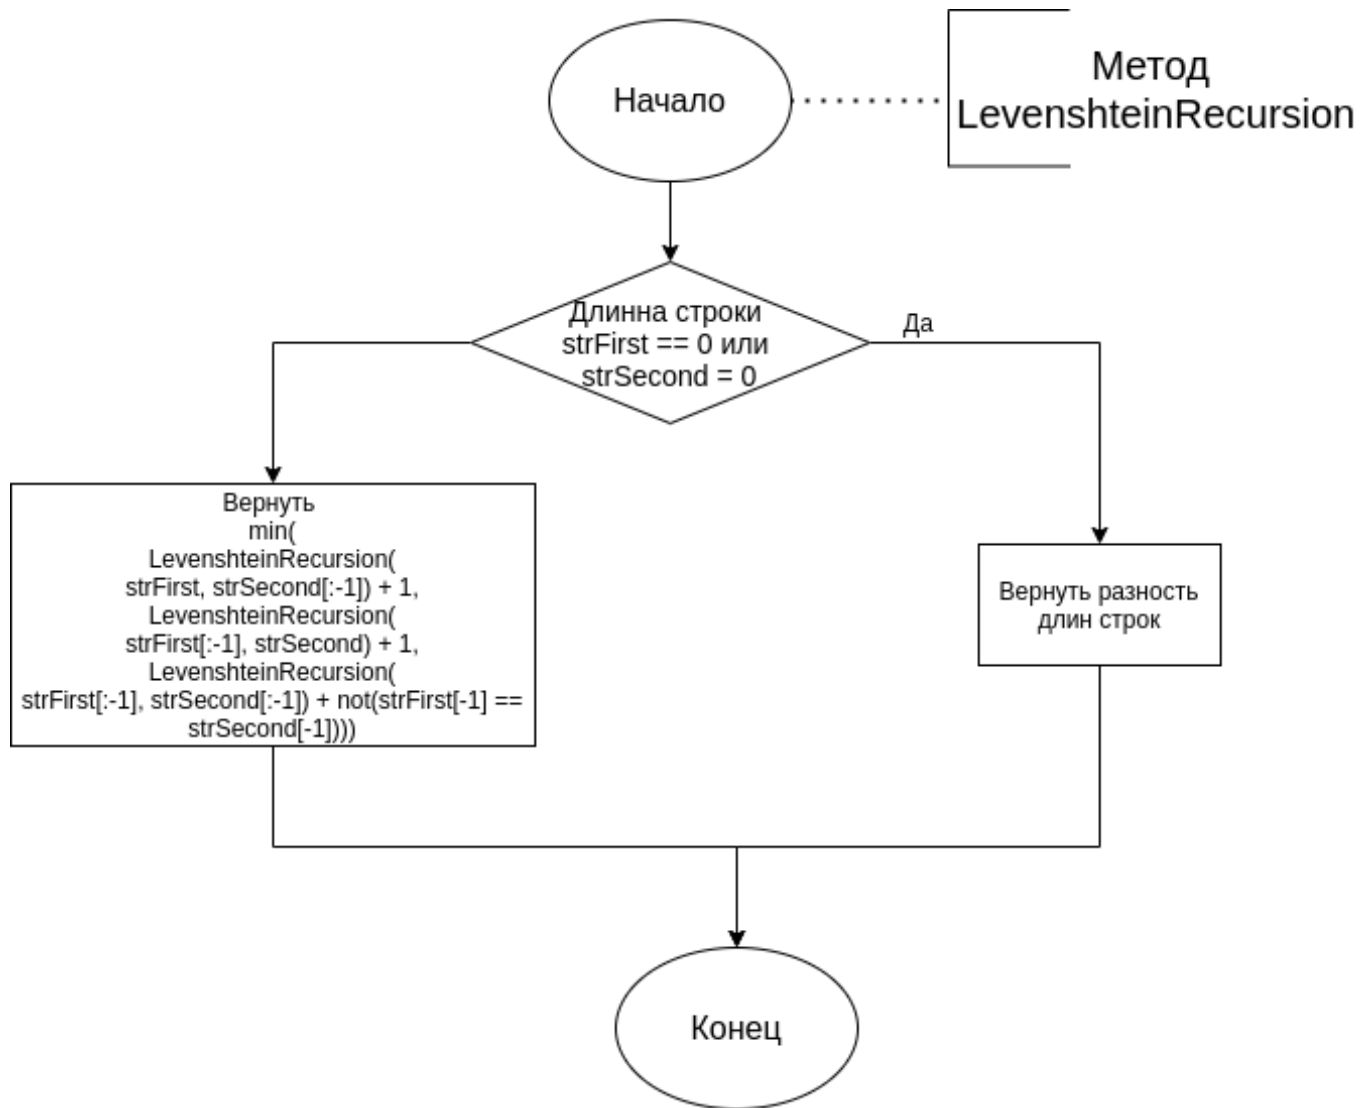 Начало
Метод
LevenshteinRecursion
Длинна строки
strFirst == 0 или
strSecond = 0
Да
Вернуть
min(
LevenshteinRecursion(
strFirst, strSecond[:-1]) + 1,
LevenshteinRecursion(
strFirst[:-1], strSecond) + 1,
LevenshteinRecursion(
strFirst[:-1], strSecond[:-1]) + not(strFirst[-1] ==
strSecond[-1])))
Вернуть разность
длин строк
Конец